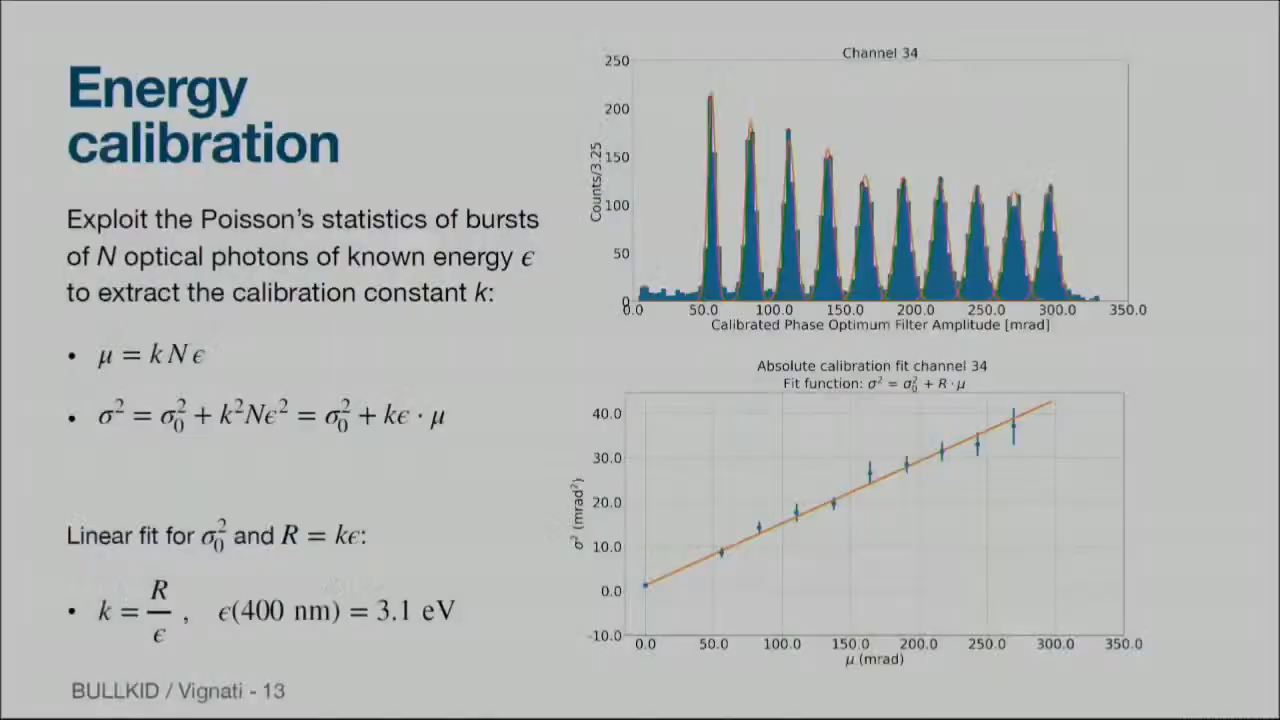 Energy
calibration
Exploit the Poisson's statistics of bursts
of N optical photons of known energy ϵ
to extract the calibration constant k:
• μ = k N ϵ
• σ² = σ₀² + k²Nϵ² = σ₀² + kϵ · μ
Linear fit for σ₀² and R = kϵ:
• k = R/ϵ , ϵ(400 nm) = 3.1 eV
BULLKID / Vignati - 13
Channel 34
Counts/3.25
250
200
150
100
50
0
0.0 50.0 100.0 150.0 200.0 250.0 300.0 350.0
Calibrated Phase Optimum Filter Amplitude [mrad]
Absolute calibration fit channel 34
Fit function: σ² = σ₀² + R · μ
σ² (mrad²)
40.0
30.0
20.0
10.0
0.0
-10.0
0.0 50.0 100.0 150.0 200.0 250.0 300.0 350.0
μ (mrad)